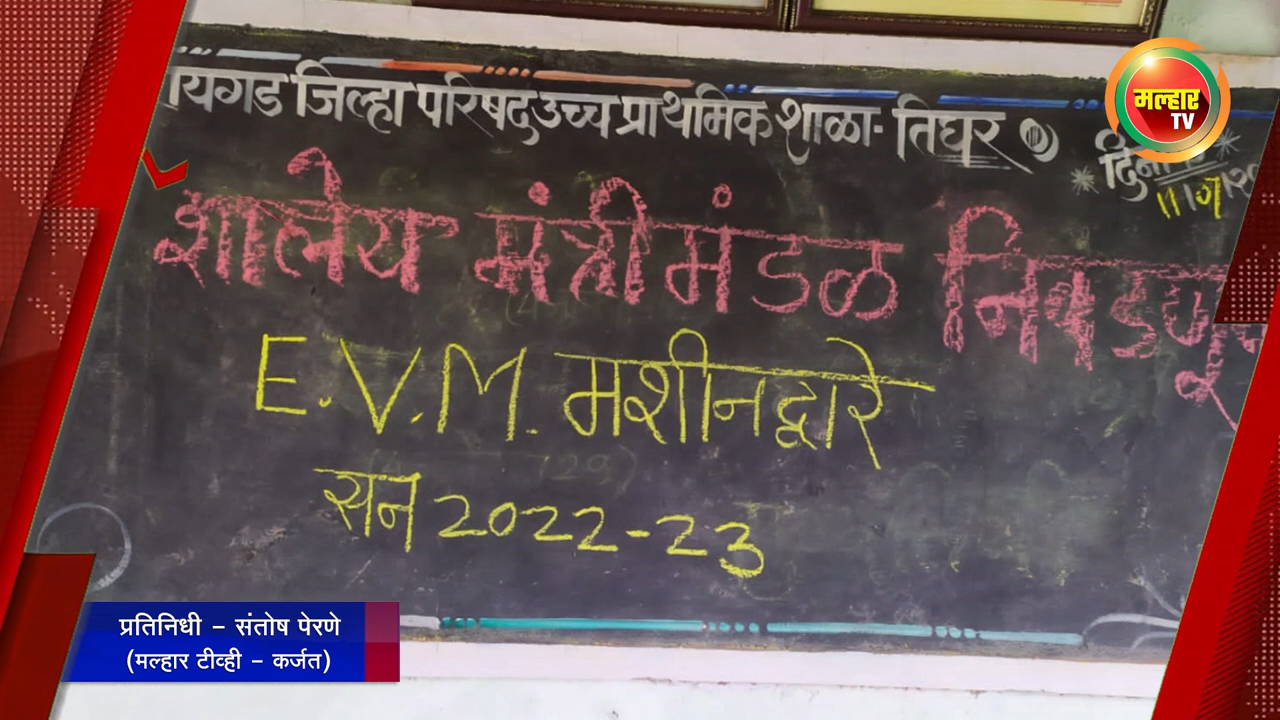 रायगड जिल्हा परिषद उच्च प्राथमिक शाळा- तिघर
मल्हार
TV
शालेय मंत्रीमंडळ निवडणूक
E.V.M. मशीनद्वारे
सन 2022-23
प्रतिनिधी – संतोष पेरणे
(मल्हार टीव्ही – कर्जत)